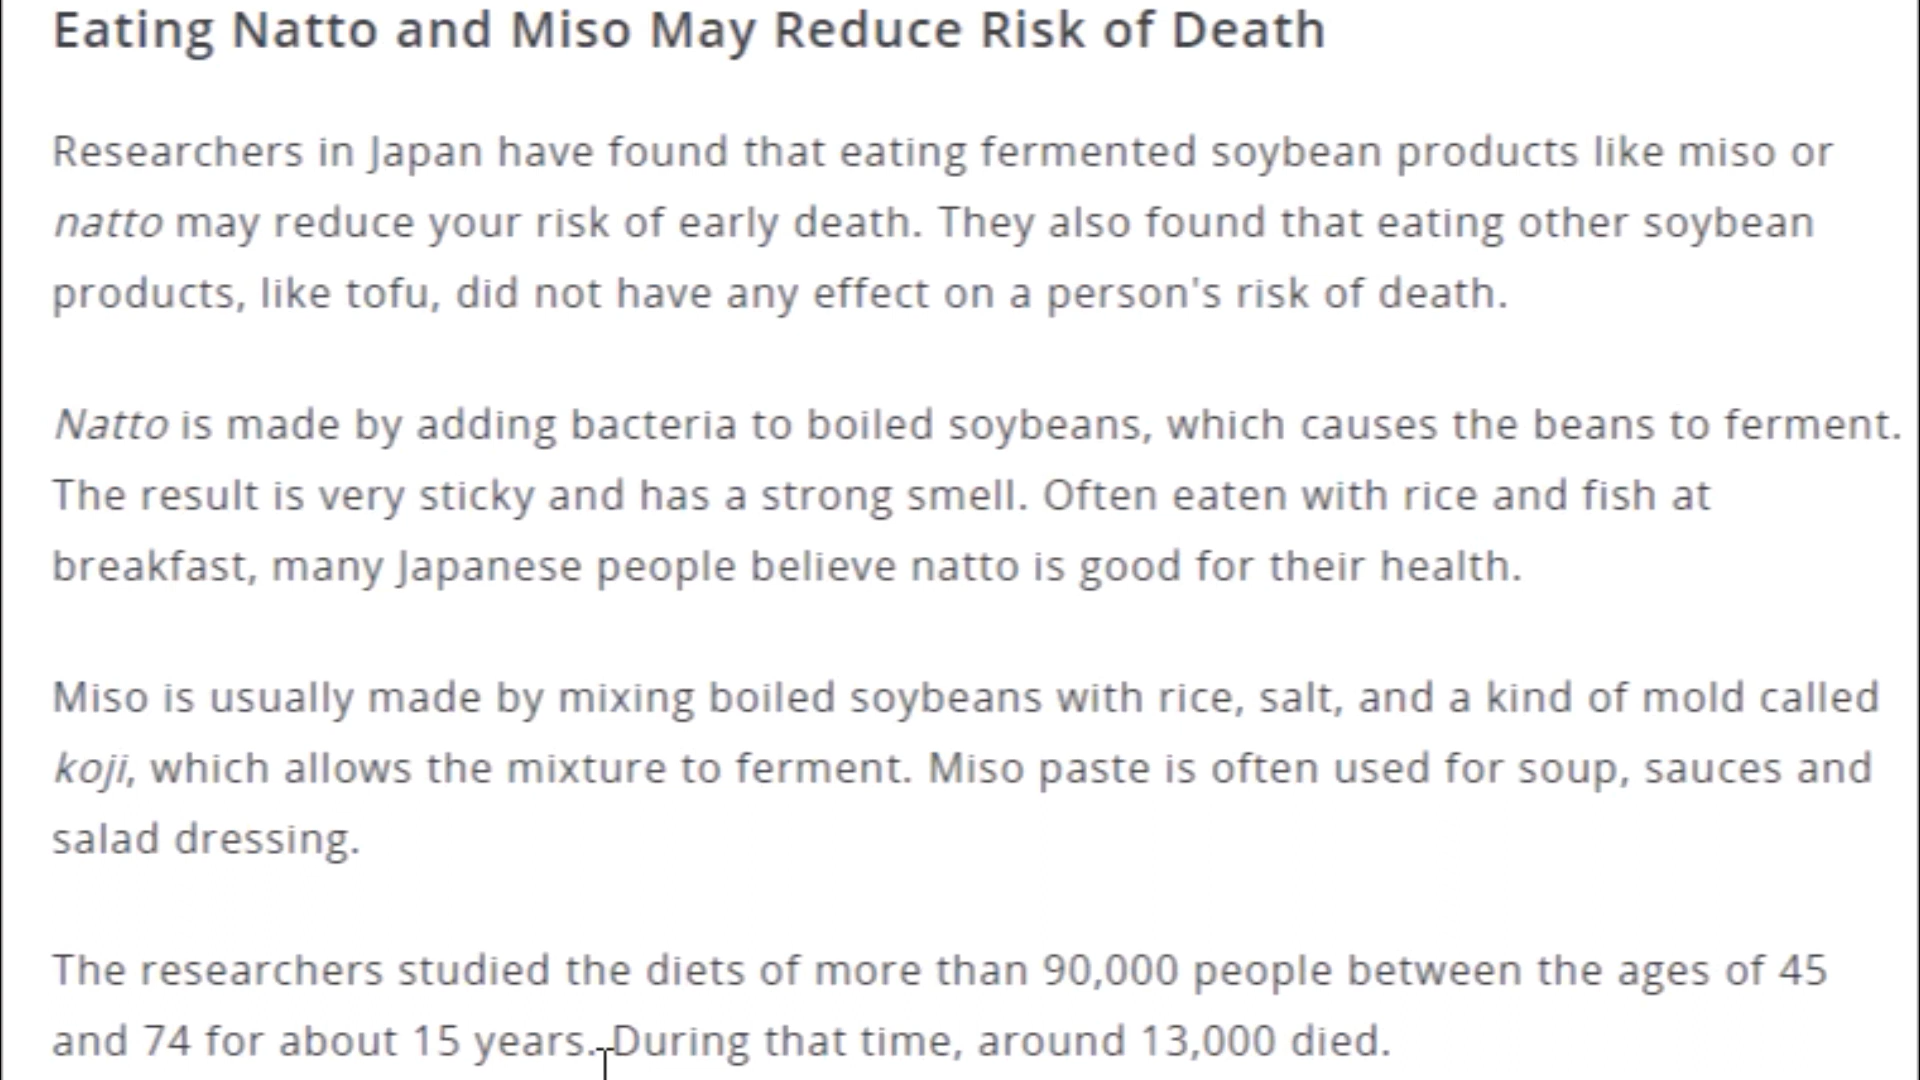 Eating Natto and Miso May Reduce Risk of Death
Researchers in Japan have found that eating fermented soybean products like miso or
natto may reduce your risk of early death. They also found that eating other soybean
products, like tofu, did not have any effect on a person's risk of death.
Natto is made by adding bacteria to boiled soybeans, which causes the beans to ferment.
The result is very sticky and has a strong smell. Often eaten with rice and fish at
breakfast, many Japanese people believe natto is good for their health.
Miso is usually made by mixing boiled soybeans with rice, salt, and a kind of mold called
koji, which allows the mixture to ferment. Miso paste is often used for soup, sauces and
salad dressing.
The researchers studied the diets of more than 90,000 people between the ages of 45
and 74 for about 15 years. During that time, around 13,000 died.